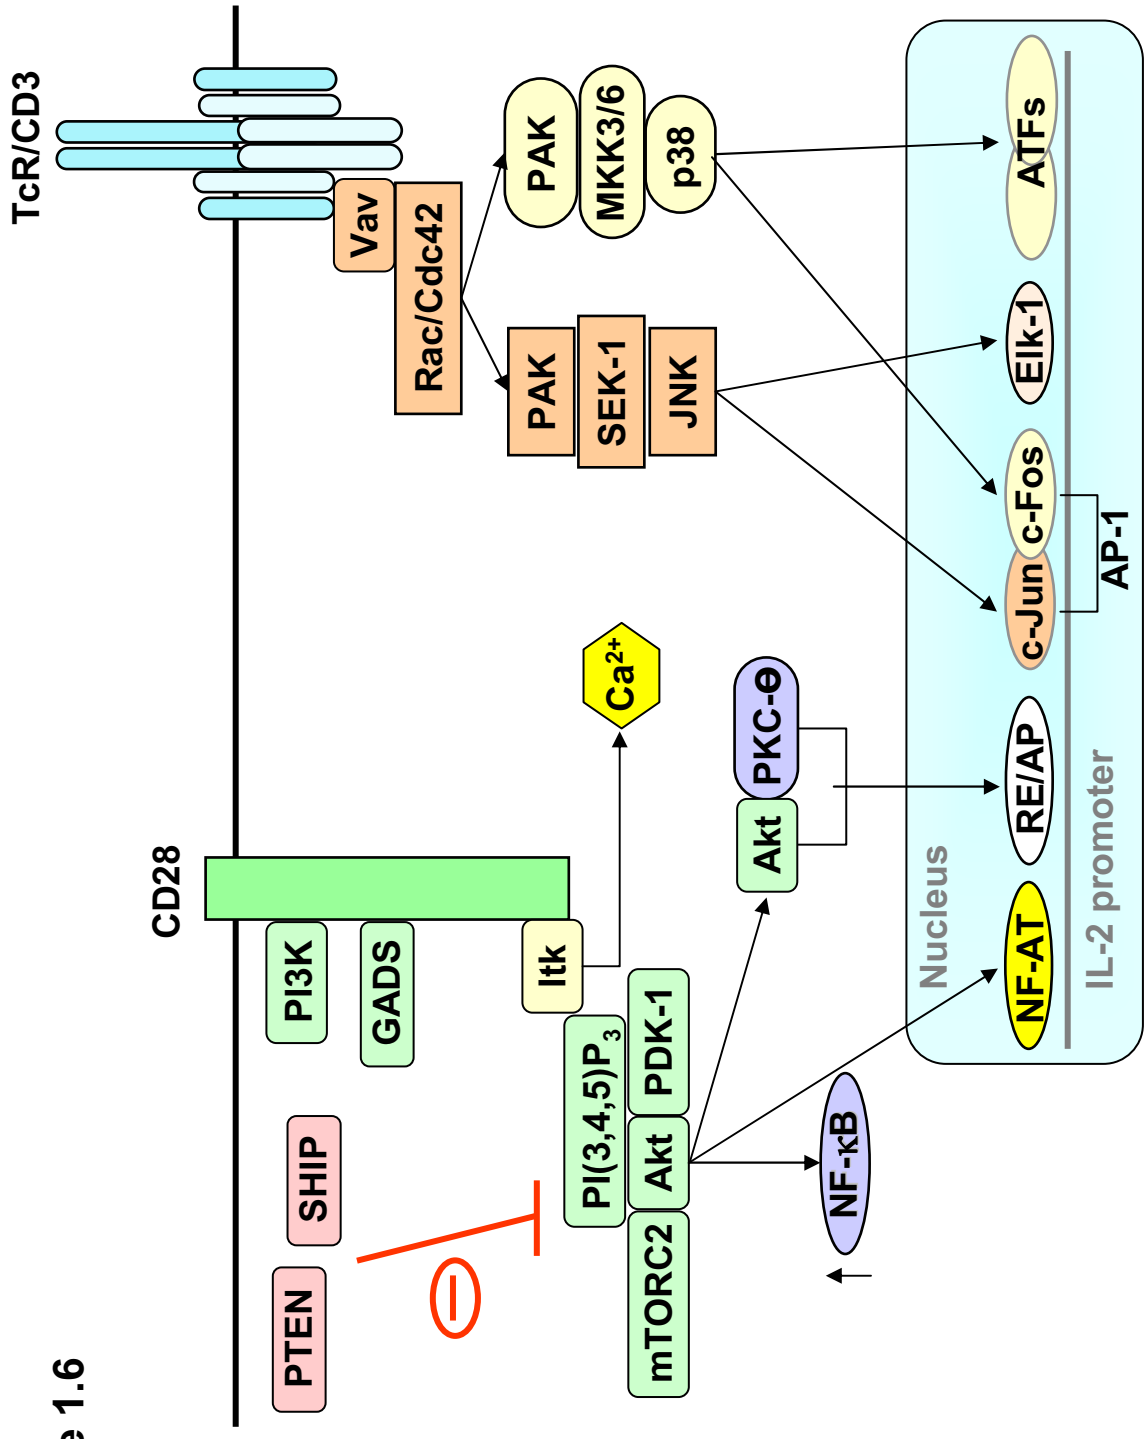 e 1.6
TcR/CD3
CD28
PTEN
SHIP
PI3K
GADS
Itk
Vav
Rac/Cdc42
PI(3,4,5)P3
mTORC2
Akt
PDK-1
Ca2+
PAK
SEK-1
JNK
PAK
MKK3/6
p38
Akt
PKC-Θ
NF-κB
Nucleus
NF-AT
RE/AP
c-Jun
c-Fos
Elk-1
ATFs
IL-2 promoter
AP-1